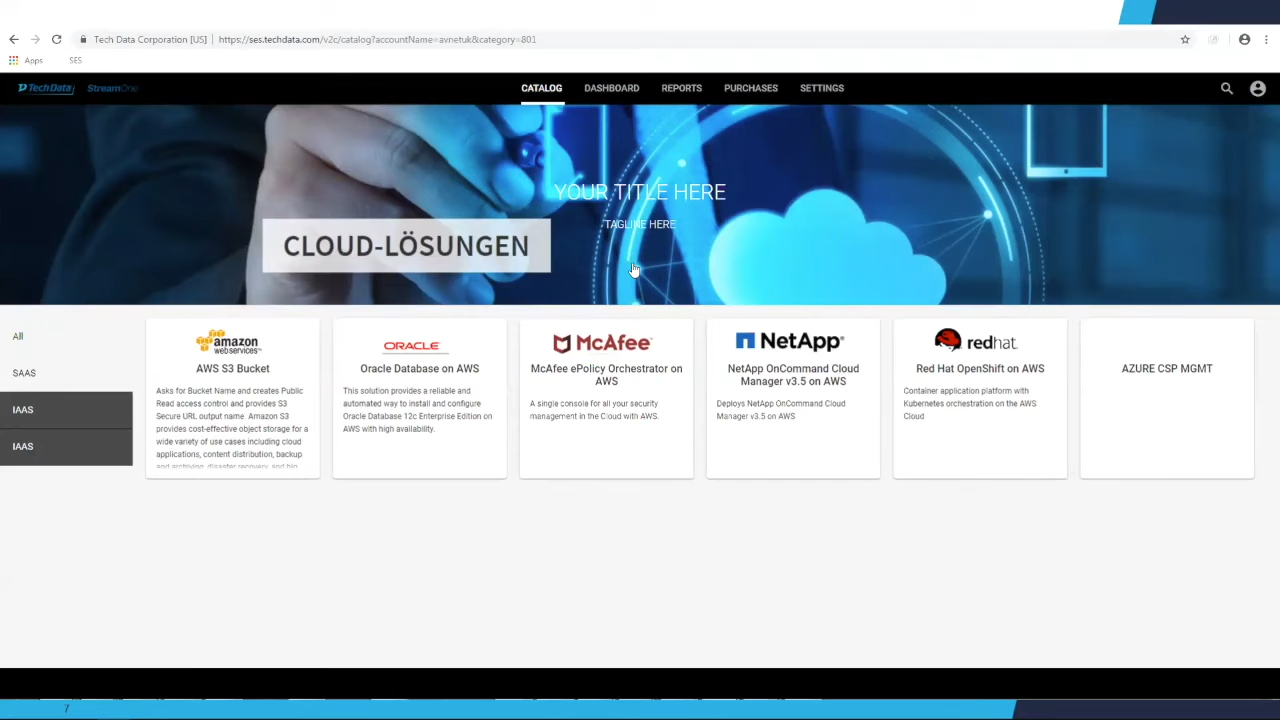 Tech Data Corporation [US]
https://ses.techdata.com/v2c/catalog?accountName=avnetuk&category=801
Apps
SES
Tech Data
StreamOne
CATALOG
DASHBOARD
REPORTS
PURCHASES
SETTINGS
YOUR TITLE HERE
TAGLINE HERE
CLOUD-LÖSUNGEN
All
SAAS
IAAS
IAAS
amazon
webservices™
AWS S3 Bucket
Asks for Bucket Name and creates Public
Read access control and provides S3
Secure URL output name. Amazon S3
provides cost-effective object storage for a
wide variety of use cases including cloud
applications, content distribution, backup
and archiving, disaster recovery, and big
ORACLE
Oracle Database on AWS
This solution provides a reliable and
automated way to install and configure
Oracle Database 12c Enterprise Edition on
AWS with high availability.
McAfee
McAfee ePolicy Orchestrator on
AWS
A single console for all your security
management in the Cloud with AWS.
NetApp
NetApp OnCommand Cloud
Manager v3.5 on AWS
Deploys NetApp OnCommand Cloud
Manager v3.5 on AWS
redhat.
Red Hat OpenShift on AWS
Container application platform with
Kubernetes orchestration on the AWS
Cloud
AZURE CSP MGMT
7